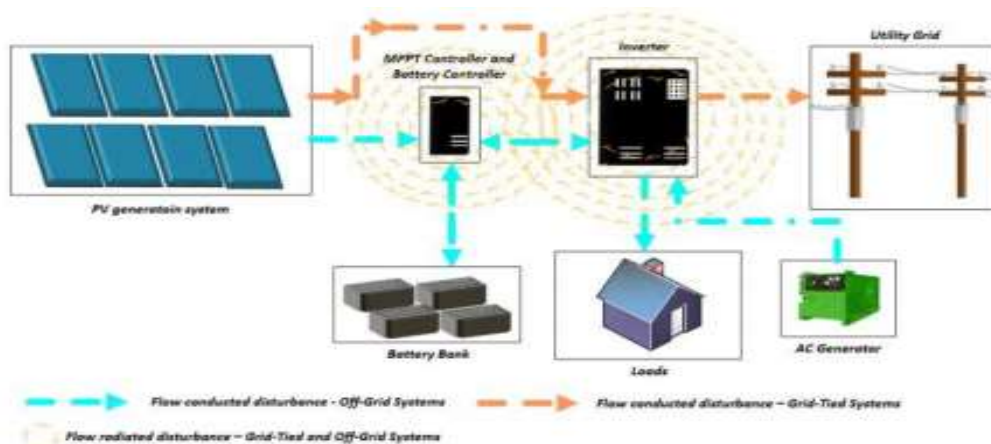 MPPT Controller and
Battery Controller
Inverter
Utility Grid
PV generatain system
Battery Bank
Loads
AC Generator
Flow conducted disturbance - Off-Grid Systems
Flow conducted disturbance – Grid-Tied Systems
Flow radiated disturbance – Grid-Tied and Off-Grid Systems